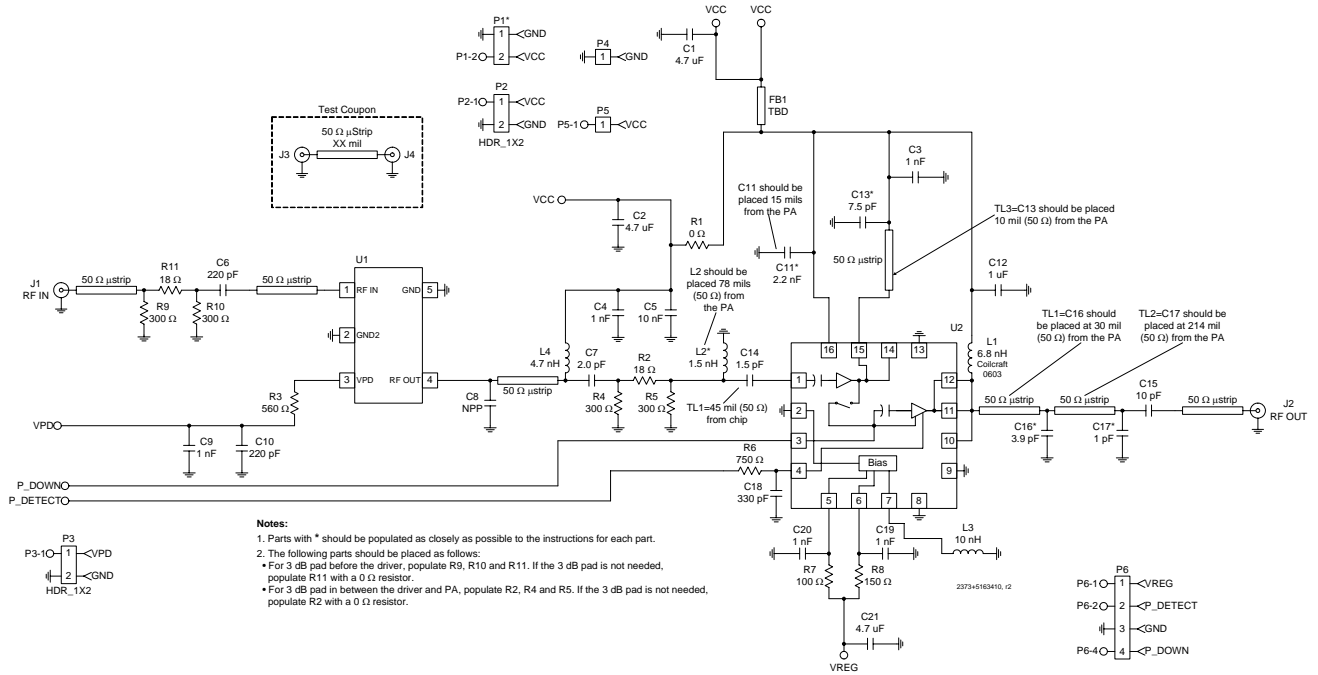 P1*
1 GND
P1-2 2 VCC
P4
1 GND
P2
P2-1 1 VCC
2 GND
HDR_1X2
P5
P5-1 1 VCC
VCC
VCC
C1
4.7 uF
FB1
TBD
Test Coupon
50 Ω µStrip
XX mil
J3
J4
VCC
C2
4.7 uF
R1
0 Ω
C11 should be
placed 15 mils
from the PA
C13*
7.5 pF
C3
1 nF
TL3=C13 should be placed
10 mil (50 Ω) from the PA
50 Ω µstrip
C11*
2.2 nF
C12
1 uF
J1
RF IN
50 Ω µstrip
R11
18 Ω
C6
220 pF
50 Ω µstrip
R9
300 Ω
R10
300 Ω
U1
1 RF IN
GND 5
2 GND2
3 VPD
RF OUT 4
C4
1 nF
C5
10 nF
L2 should be
placed 78 mils
(50 Ω) from
the PA
L4
4.7 nH
C7
2.0 pF
R2
18 Ω
L2*
1.5 nH
C14
1.5 pF
50 Ω µstrip
C8
NPP
R4
300 Ω
R5
300 Ω
TL1=45 mil (50 Ω)
from chip
U2
16
15
14
13
1
2
3
4
12
11
10
9
5
6
7
8
Bias
L1
6.8 nH
Coilcraft
0603
TL1=C16 should
be placed at 30 mil
(50 Ω) from the PA
TL2=C17 should be
placed at 214 mil
(50 Ω) from the PA
50 Ω µstrip
50 Ω µstrip
C15
10 pF
50 Ω µstrip
J2
RF OUT
C16*
3.9 pF
C17*
1 pF
R3
560 Ω
VPD
C9
1 nF
C10
220 pF
R6
750 Ω
C18
330 pF
P_DOWN
P_DETECT
C20
1 nF
C19
1 nF
L3
10 nH
R7
100 Ω
R8
150 Ω
C21
4.7 uF
VREG
2373+5163410, r2
P3
P3-1 1 VPD
2 GND
HDR_1X2
Notes:
1. Parts with * should be populated as closely as possible to the instructions for each part.
2. The following parts should be placed as follows:
• For 3 dB pad before the driver, populate R9, R10 and R11. If the 3 dB pad is not needed,
populate R11 with a 0 Ω resistor.
• For 3 dB pad in between the driver and PA, populate R2, R4 and R5. If the 3 dB pad is not needed,
populate R2 with a 0 Ω resistor.
P6
P6-1 1 VREG
P6-2 2 P_DETECT
3 GND
P6-4 4 P_DOWN